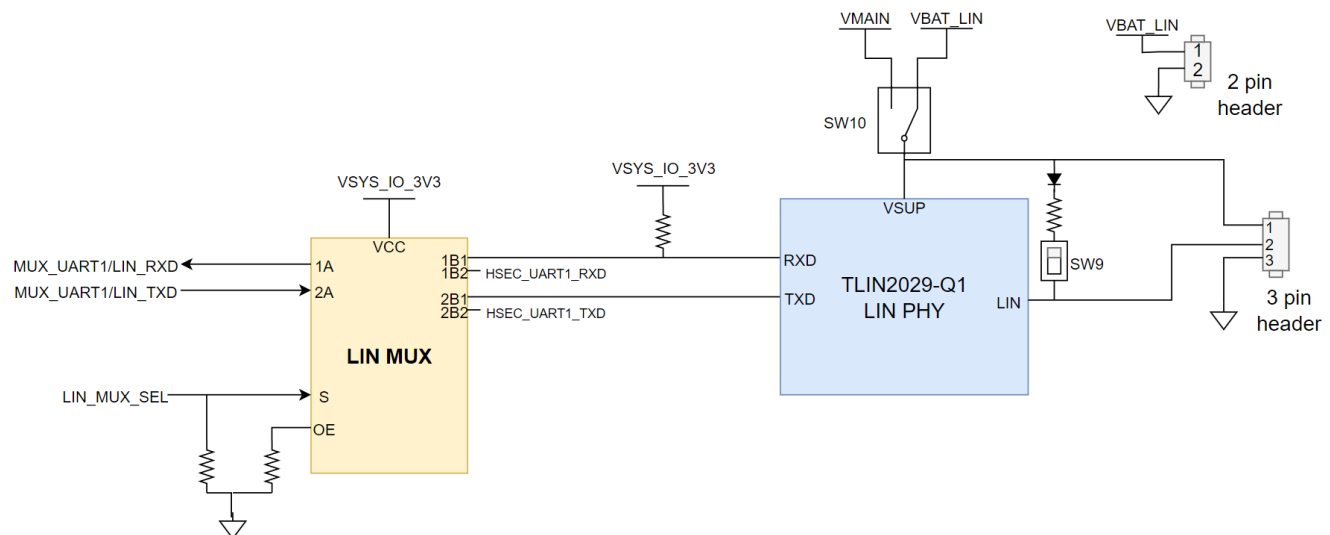 VMAIN
VBAT_LIN
VBAT_LIN
1
2
2 pin
header
SW10
VSYS_IO_3V3
VSYS_IO_3V3
VCC
VSUP
MUX_UART1/LIN_RXD
1A
1B1
1B2
HSEC_UART1_RXD
RXD
MUX_UART1/LIN_TXD
2A
2B1
2B2
HSEC_UART1_TXD
TXD
TLIN2029-Q1
LIN PHY
LIN
SW9
1
2
3
3 pin
header
LIN MUX
LIN_MUX_SEL
S
OE